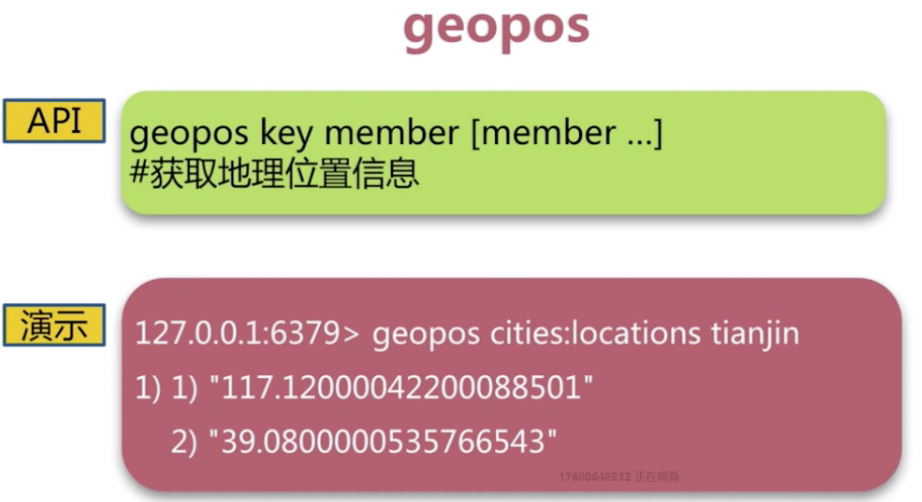 geopos
API
geopos key member [member ...]
#获取地理位置信息
演示
127.0.0.1:6379> geopos cities:locations tianjin
1) 1) "117.12000042200088501"
2) "39.0800000535766543"
17680648932 正在观看